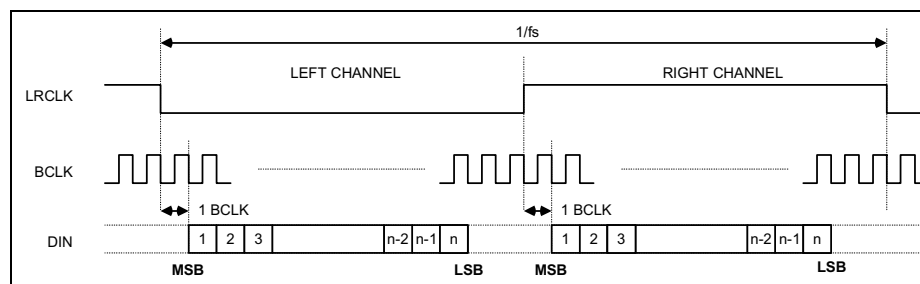 1/fs
LEFT CHANNEL RIGHT CHANNEL
LRCLK
BCLK
1 BCLK 1 BCLK
DIN 1 2 3 n-2 n-1 n 1 2 3 n-2 n-1 n
MSB LSB MSB LSB